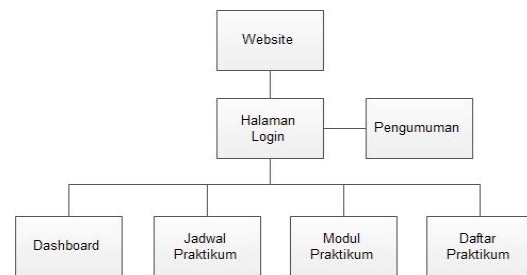 Website
Halaman
Login
Pengumuman
Dashboard
Jadwal
Praktikum
Modul
Praktikum
Daftar
Praktikum